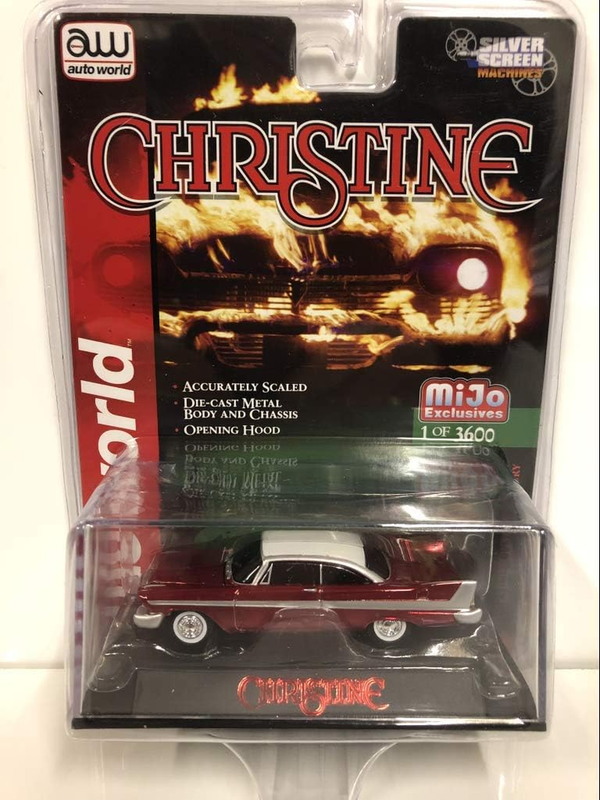 aw
auto world
SILVER
SCREEN
MACHINES
CHRISTINE
ACCURATELY SCALED
DIE-CAST METAL
BODY AND CHASSIS
OPENING HOOD
MiJo
Exclusives
1 OF 3600
world™
CHRISTINE